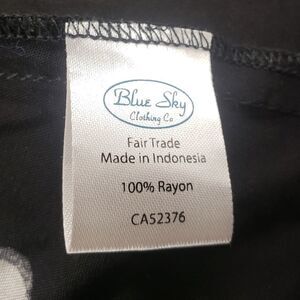 Blue Sky
Clothing Co
Fair Trade
Made in Indonesia
100% Rayon
CA52376